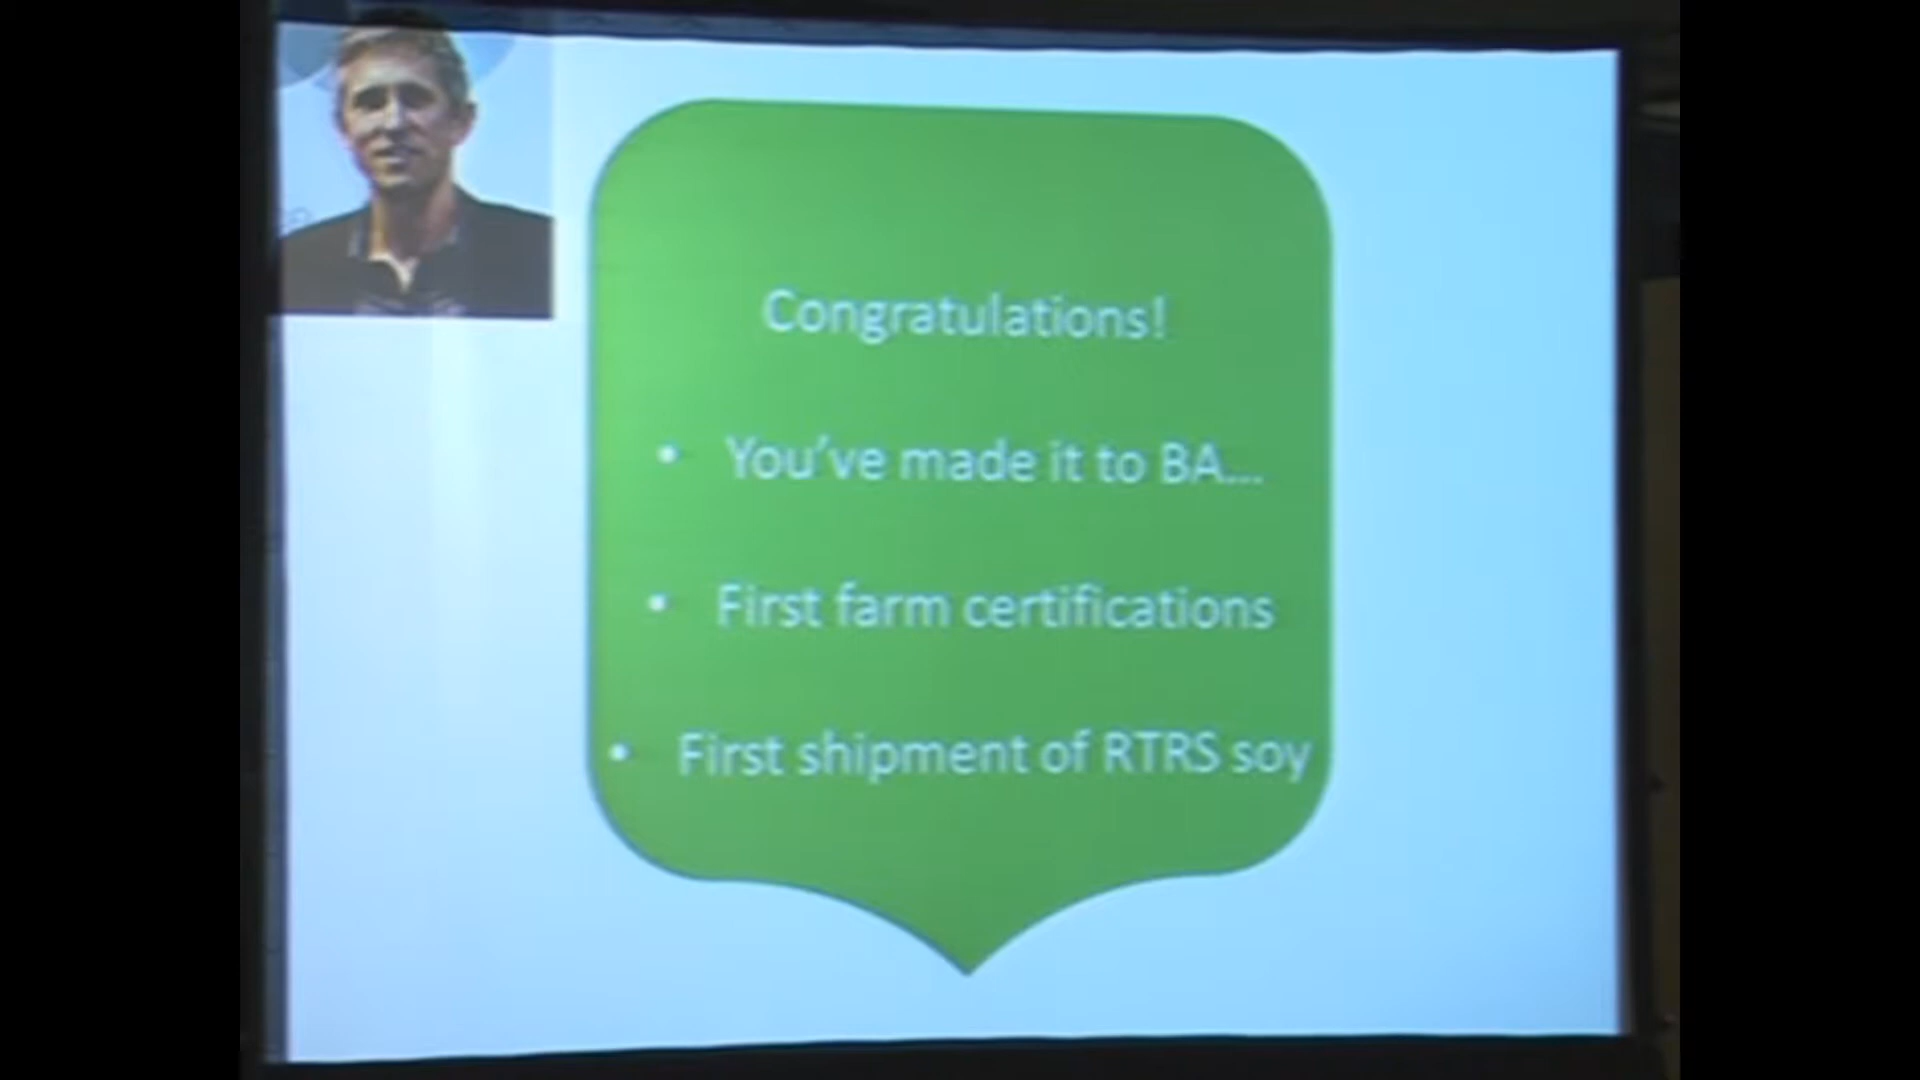 Congratulations!
• You've made it to BA...
• First farm certifications
• First shipment of RTRS soy